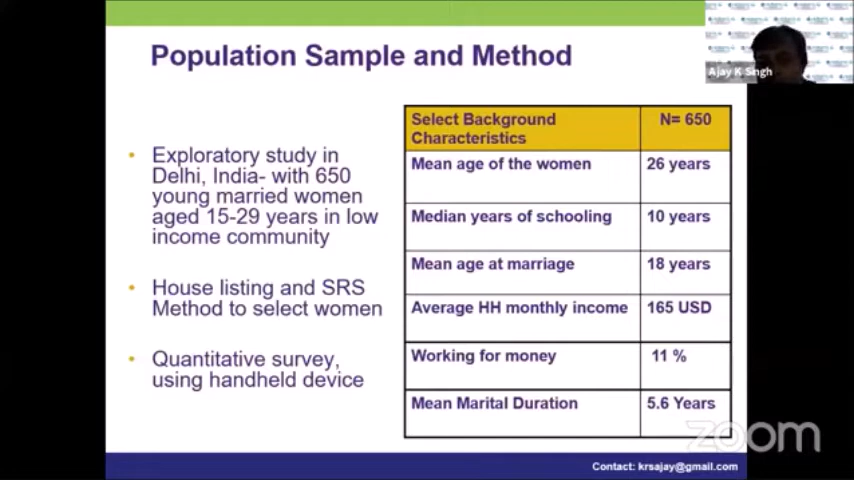 Population Sample and Method
Ajay K Singh
Exploratory study in
Delhi, India- with 650
young married women
aged 15-29 years in low
income community
House listing and SRS
Method to select women
Quantitative survey,
using handheld device
Select Background
Characteristics
N= 650
Mean age of the women 26 years
Median years of schooling 10 years
Mean age at marriage 18 years
Average HH monthly income 165 USD
Working for money 11 %
Mean Marital Duration 5.6 Years
zoom
Contact: krsajay@gmail.com